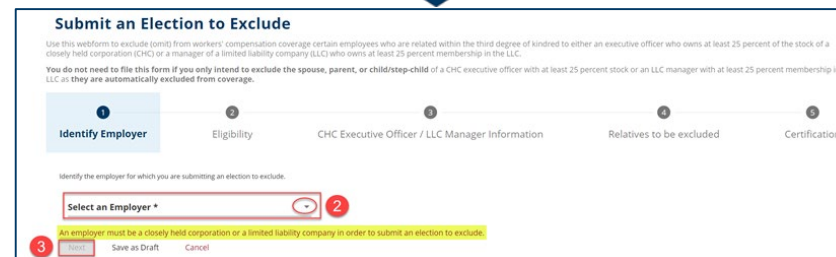 Submit an Election to Exclude
Use this webform to exclude (omit) from workers' compensation coverage certain employees who are related within the third degree of kindred to either an executive officer who owns at least 25 percent of the stock of a
closely held corporation (CHC) or a manager of a limited liability company (LLC) who owns at least 25 percent membership in the LLC.
You do not need to file this form if you only intend to exclude the spouse, parent, or child/step-child of a CHC executive officer with at least 25 percent stock or an LLC manager with at least 25 percent membership in
LLC as they are automatically excluded from coverage.
1 2 3 4 5
Identify Employer Eligibility CHC Executive Officer / LLC Manager Information Relatives to be excluded Certification
Identify the employer for which you are submitting an election to exclude.
Select an Employer * 2
An employer must be a closely held corporation or a limited liability company in order to submit an election to exclude.
3 Next Save as Draft Cancel